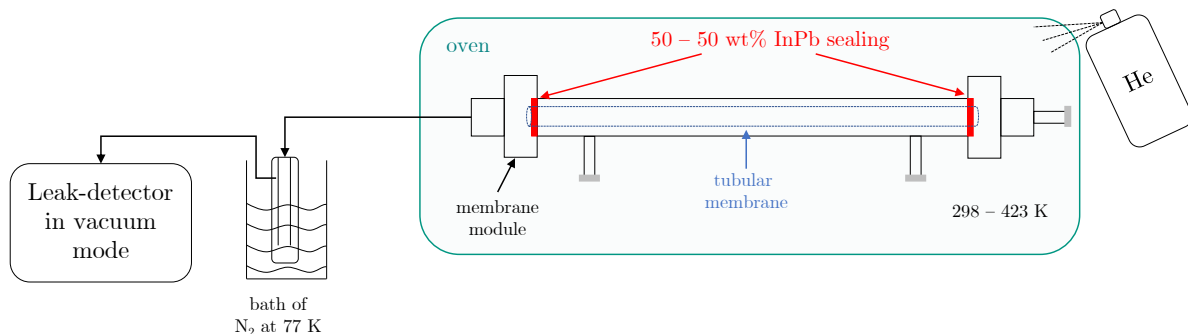 oven
50 – 50 wt% InPb sealing
He
Leak-detector
in vacuum
mode
membrane
module
tubular
membrane
298 – 423 K
bath of
N₂ at 77 K